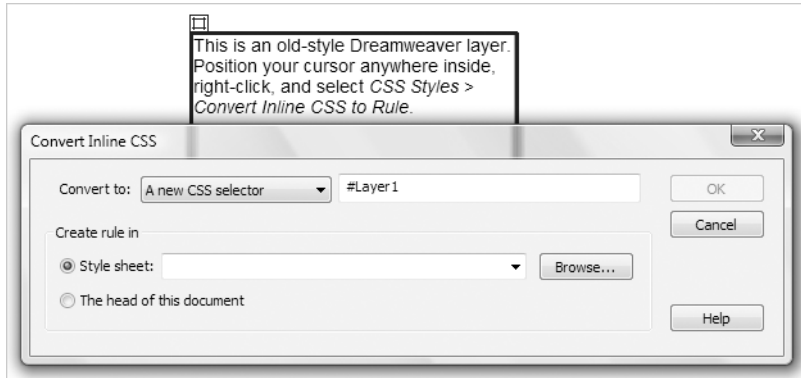 This is an old-style Dreamweaver layer.
Position your cursor anywhere inside,
right-click, and select CSS Styles >
Convert Inline CSS to Rule.
Convert Inline CSS
Convert to: A new CSS selector #Layer1 OK
Cancel
Create rule in
Style sheet: Browse...
The head of this document
Help